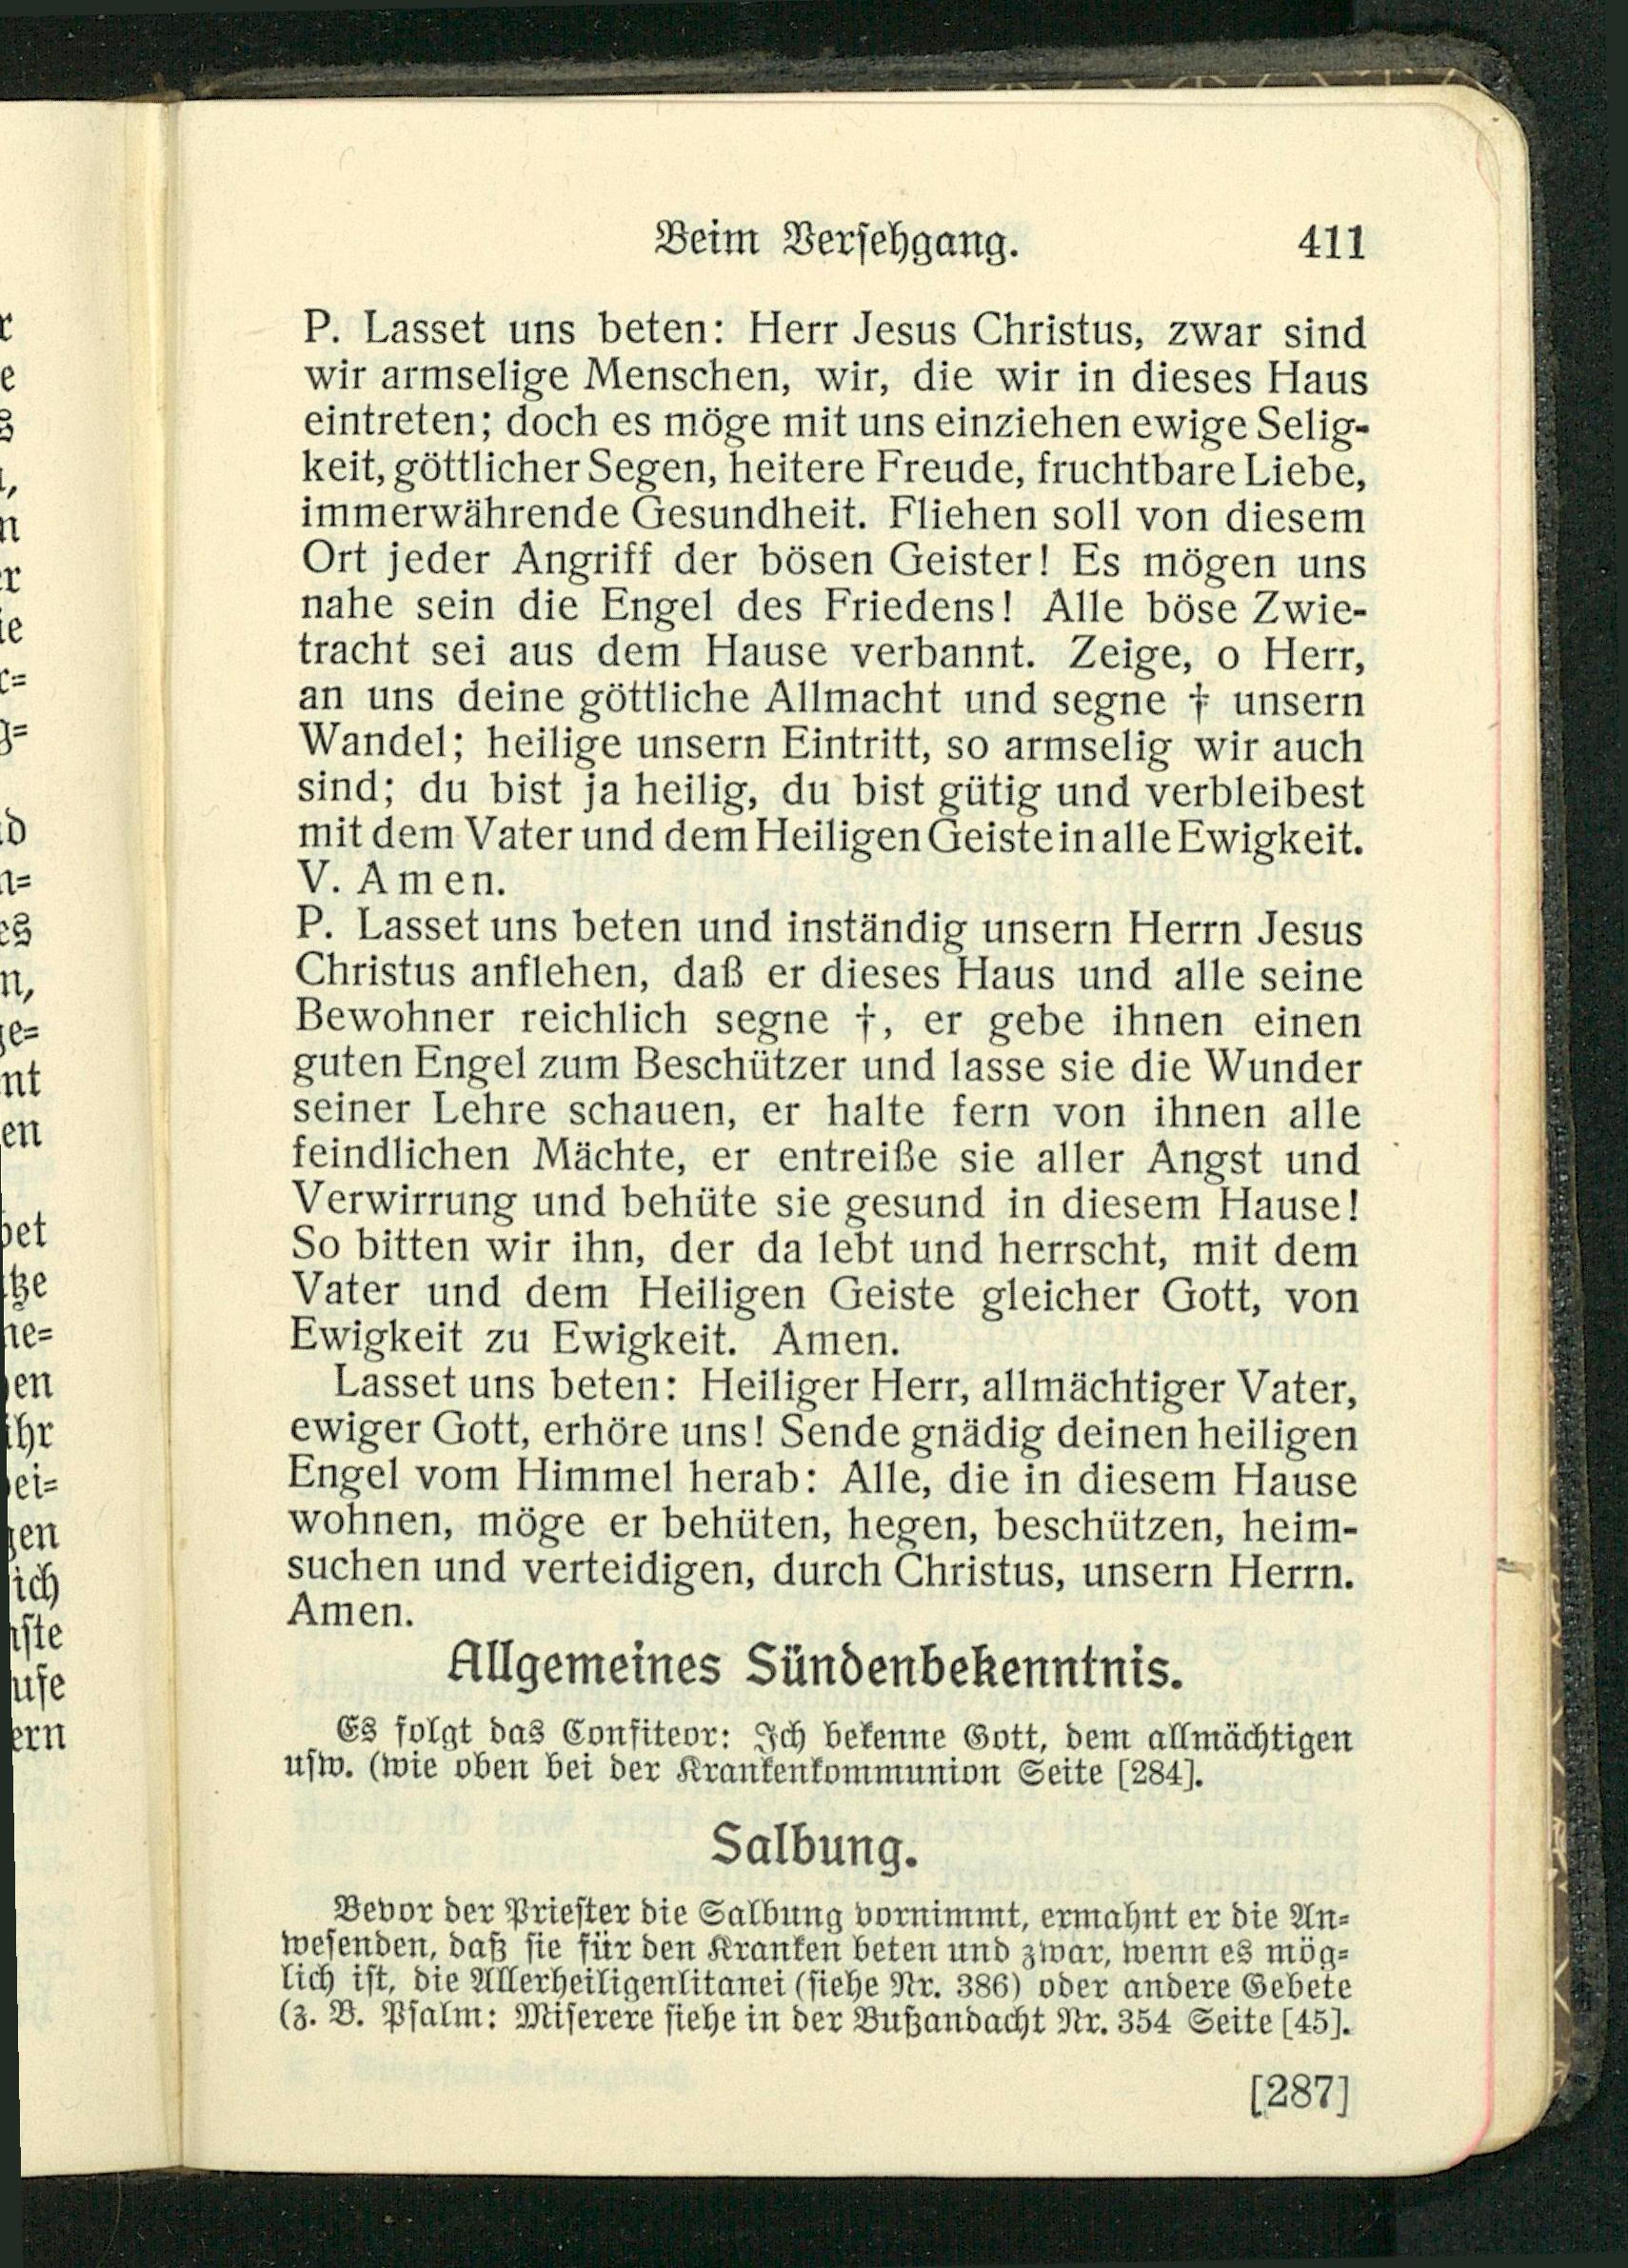 Beim Versehgang. 411
P. Lasset uns beten: Herr Jesus Christus, zwar sind
wir armselige Menschen, wir, die wir in dieses Haus
eintreten; doch es möge mit uns einziehen ewige Selig-
keit, göttlicher Segen, heitere Freude, fruchtbare Liebe,
immerwährende Gesundheit. Fliehen soll von diesem
Ort jeder Angriff der bösen Geister! Es mögen uns
nahe sein die Engel des Friedens! Alle böse Zwie-
tracht sei aus dem Hause verbannt. Zeige, o Herr,
an uns deine göttliche Allmacht und segne † unsern
Wandel; heilige unsern Eintritt, so armselig wir auch
sind; du bist ja heilig, du bist gütig und verbleibest
mit dem Vater und dem Heiligen Geiste in alle Ewigkeit.
V. Amen.
P. Lasset uns beten und inständig unsern Herrn Jesus
Christus anflehen, daß er dieses Haus und alle seine
Bewohner reichlich segne †, er gebe ihnen einen
guten Engel zum Beschützer und lasse sie die Wunder
seiner Lehre schauen, er halte fern von ihnen alle
feindlichen Mächte, er entreiße sie aller Angst und
Verwirrung und behüte sie gesund in diesem Hause!
So bitten wir ihn, der da lebt und herrscht, mit dem
Vater und dem Heiligen Geiste gleicher Gott, von
Ewigkeit zu Ewigkeit. Amen.
Lasset uns beten: Heiliger Herr, allmächtiger Vater,
ewiger Gott, erhöre uns! Sende gnädig deinen heiligen
Engel vom Himmel herab: Alle, die in diesem Hause
wohnen, möge er behüten, hegen, beschützen, heim-
suchen und verteidigen, durch Christus, unsern Herrn.
Amen.
Allgemeines Sündenbekenntnis.
Es folgt das Confiteor: Ich bekenne Gott, dem allmächtigen
usw. (wie oben bei der Krankenkommunion Seite [284].
Salbung.
Bevor der Priester die Salbung vornimmt, ermahnt er die An-
wesenden, daß sie für den Kranken beten und zwar, wenn es mög-
lich ist, die Allerheiligenlitanei (siehe Nr. 386) oder andere Gebete
(z. B. Psalm: Miserere siehe in der Bußandacht Nr. 354 Seite [45].
[287]